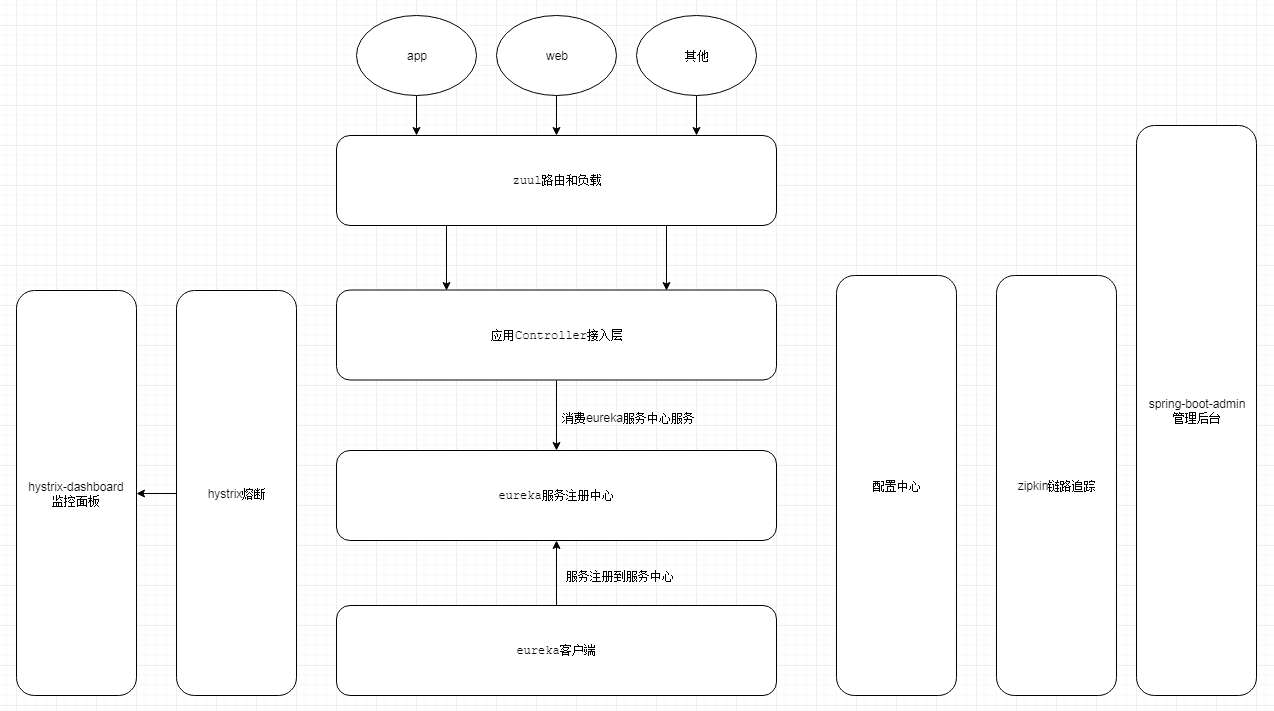 app
web
其他
zuul路由和负载
应用Controller接入层
消费eureka服务中心服务
eureka服务注册中心
服务注册到服务中心
eureka客户端
hystrix-dashboard
监控面板
hystrix熔断
配置中心
zipkin链路追踪
spring-boot-admin
管理后台